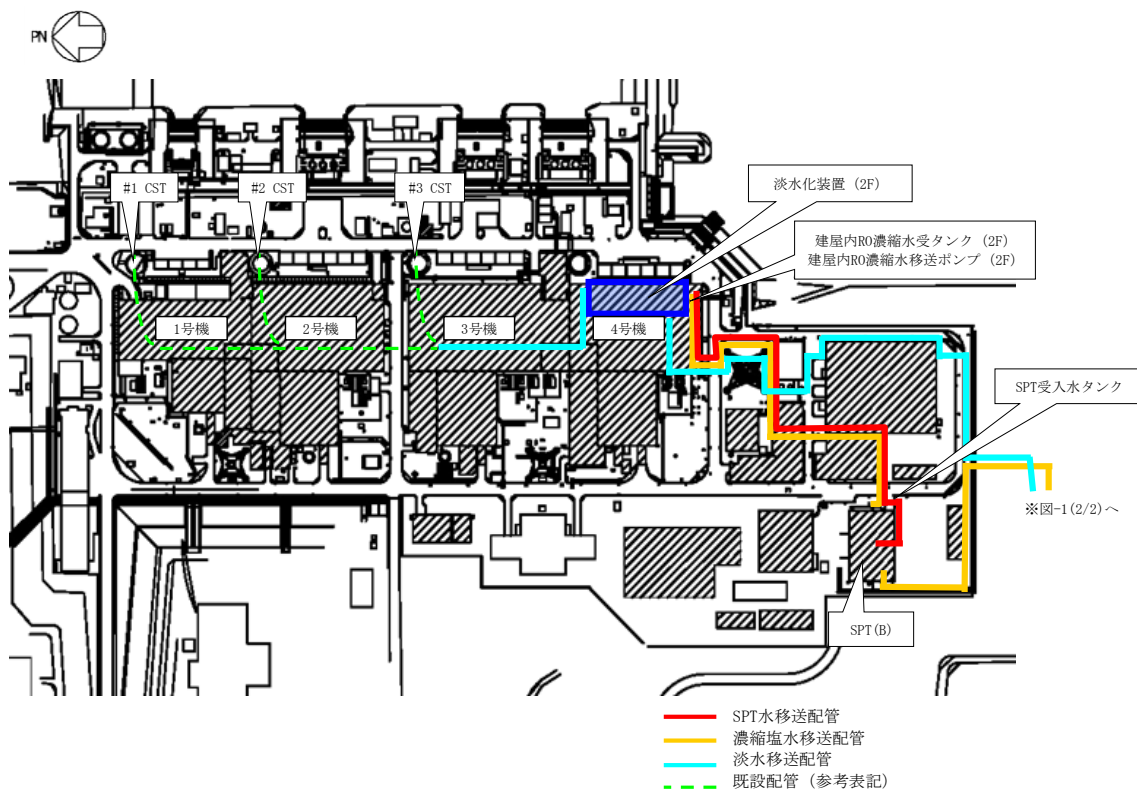 PN
#1 CST
#2 CST
#3 CST
淡水化装置 (2F)
建屋内RO濃縮水受タンク (2F)
建屋内RO濃縮水移送ポンプ (2F)
1号機
2号機
3号機
4号機
SPT受入水タンク
※図-1(2/2)へ
SPT(B)
SPT水移送配管
濃縮塩水移送配管
淡水移送配管
既設配管 (参考表記)